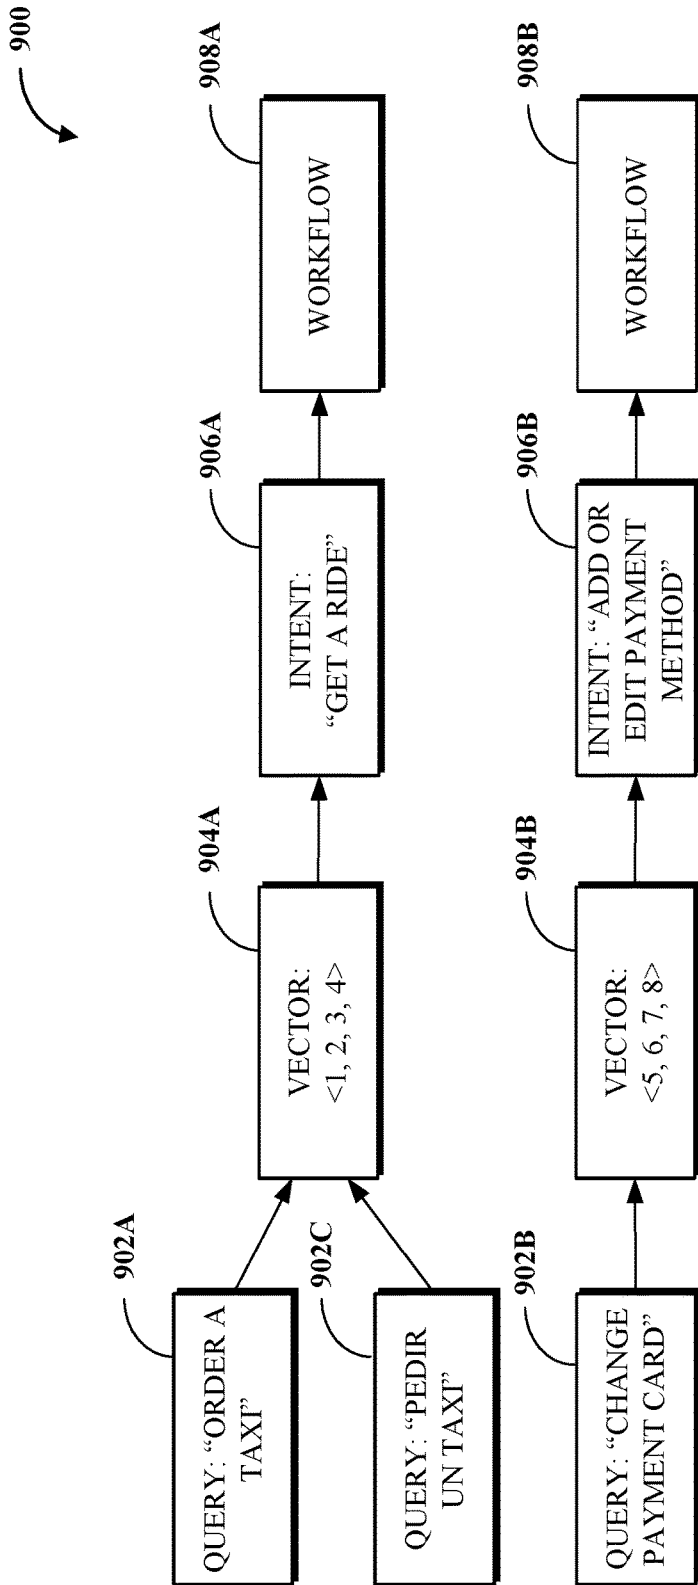 900
902A
QUERY: “ORDER A
TAXI”
902C
QUERY: “PEDIR
UN TAXI”
904A
VECTOR:
<1, 2, 3, 4>
906A
INTENT:
“GET A RIDE”
908A
WORKFLOW
902B
QUERY: “CHANGE
PAYMENT CARD”
904B
VECTOR:
<5, 6, 7, 8>
906B
INTENT: “ADD OR
EDIT PAYMENT
METHOD”
908B
WORKFLOW